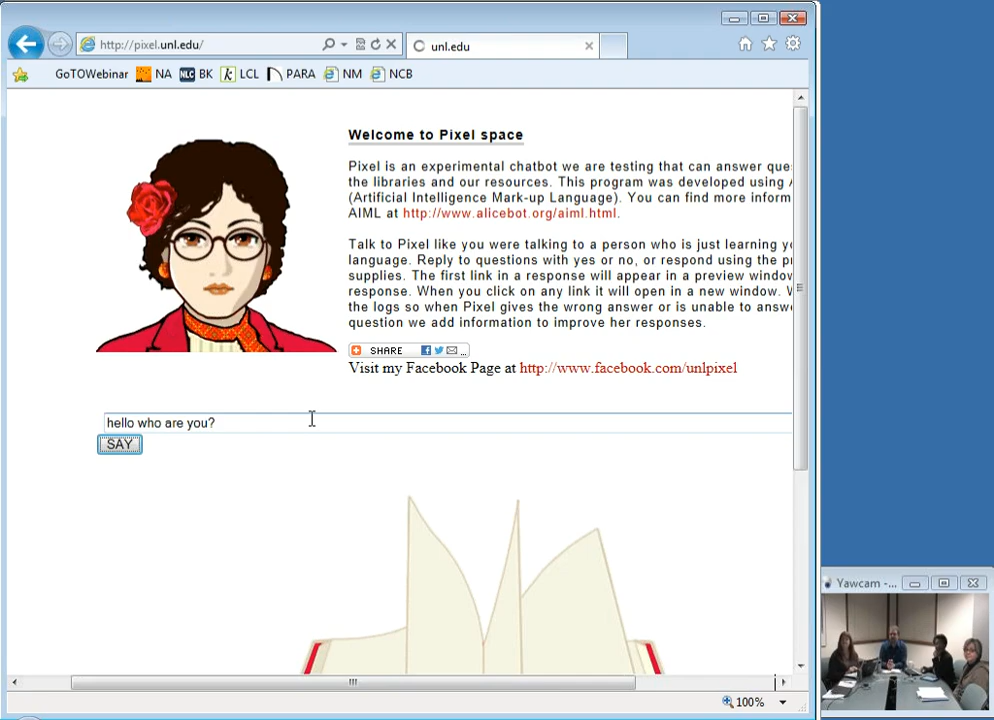 http://pixel.unl.edu/
unl.edu
GoTOWebinar NA NLC BK k LCL PARA NM NCB
Welcome to Pixel space
Pixel is an experimental chatbot we are testing that can answer que
the libraries and our resources. This program was developed using
(Artificial Intelligence Mark-up Language). You can find more inform
AIML at http://www.alicebot.org/aiml.html.
Talk to Pixel like you were talking to a person who is just learning yo
language. Reply to questions with yes or no, or respond using the pr
supplies. The first link in a response will appear in a preview window
response. When you click on any link it will open in a new window. W
the logs so when Pixel gives the wrong answer or is unable to answ
question we add information to improve her responses.
SHARE ...
Visit my Facebook Page at http://www.facebook.com/unlpixel
hello who are you?
SAY
Yawcam -...
100%